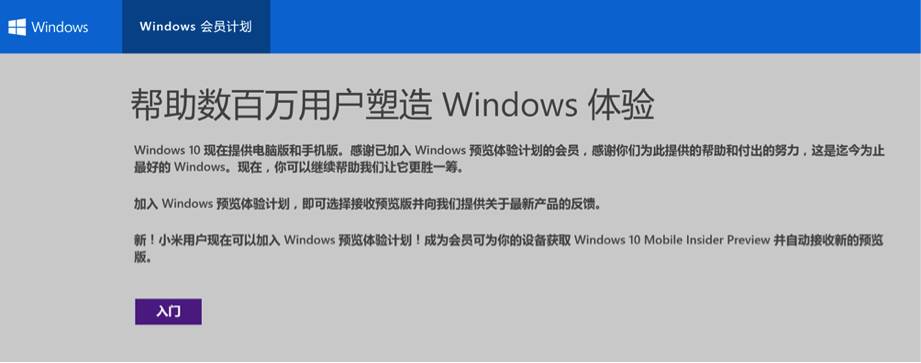 Windows
Windows 会员计划
帮助数百万用户塑造 Windows 体验
Windows 10 现在提供电脑版和手机版。感谢已加入 Windows 预览体验计划的会员，感谢你们为此提供的帮助和付出的努力，这是迄今为止
最好的 Windows。现在，你可以继续帮助我们让它更胜一筹。
加入 Windows 预览体验计划，即可选择接收预览版并向我们提供关于最新产品的反馈。
新！小米用户现在可以加入 Windows 预览体验计划！成为会员可为你的设备获取 Windows 10 Mobile Insider Preview 并自动接收新的预览
版。
入门